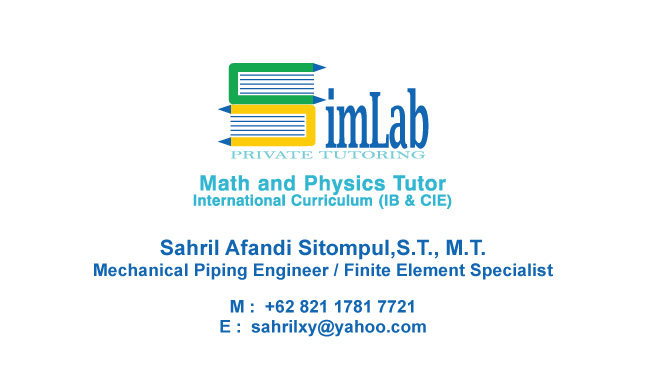 SimLab
PRIVATE TUTORING
Math and Physics Tutor
International Curriculum (IB & CIE)
Sahril Afandi Sitompul,S.T., M.T.
Mechanical Piping Engineer / Finite Element Specialist
M : +62 821 1781 7721
E : sahrilxy@yahoo.com